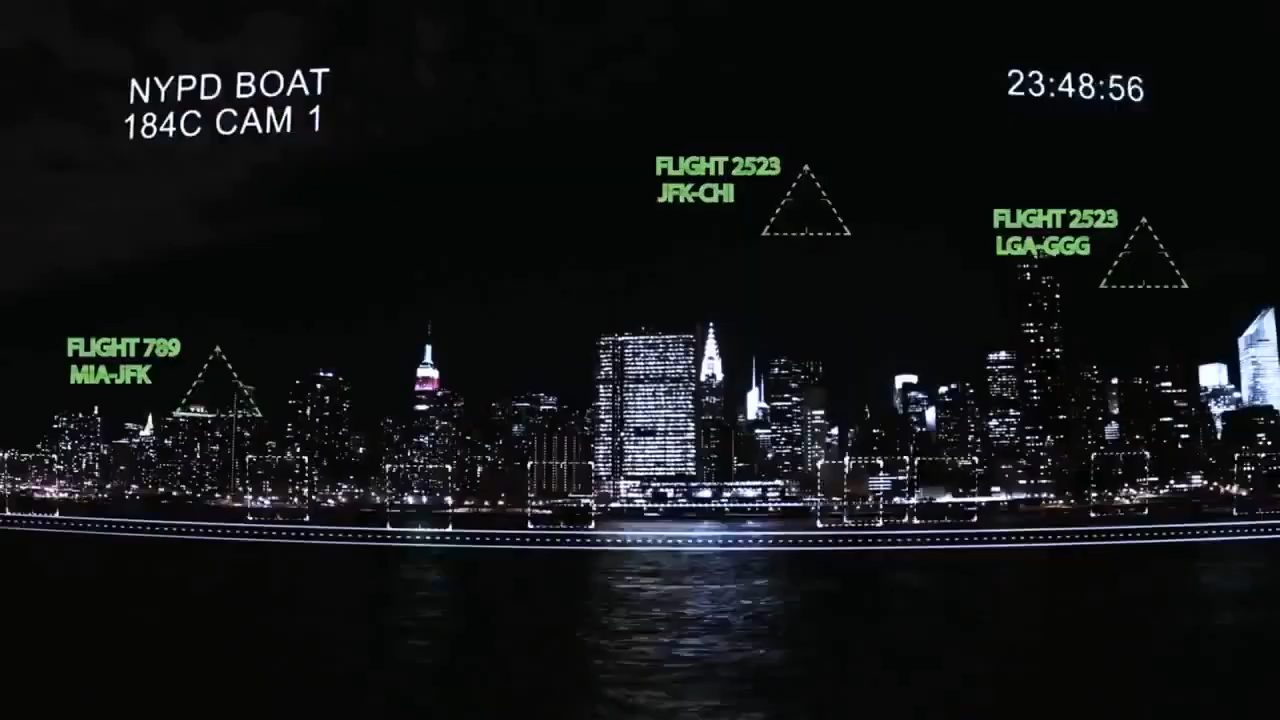 NYPD BOAT
184C CAM 1
23:48:56
FLIGHT 2523
JFK-CHI
FLIGHT 2523
LGA-GGG
FLIGHT 789
MIA-JFK